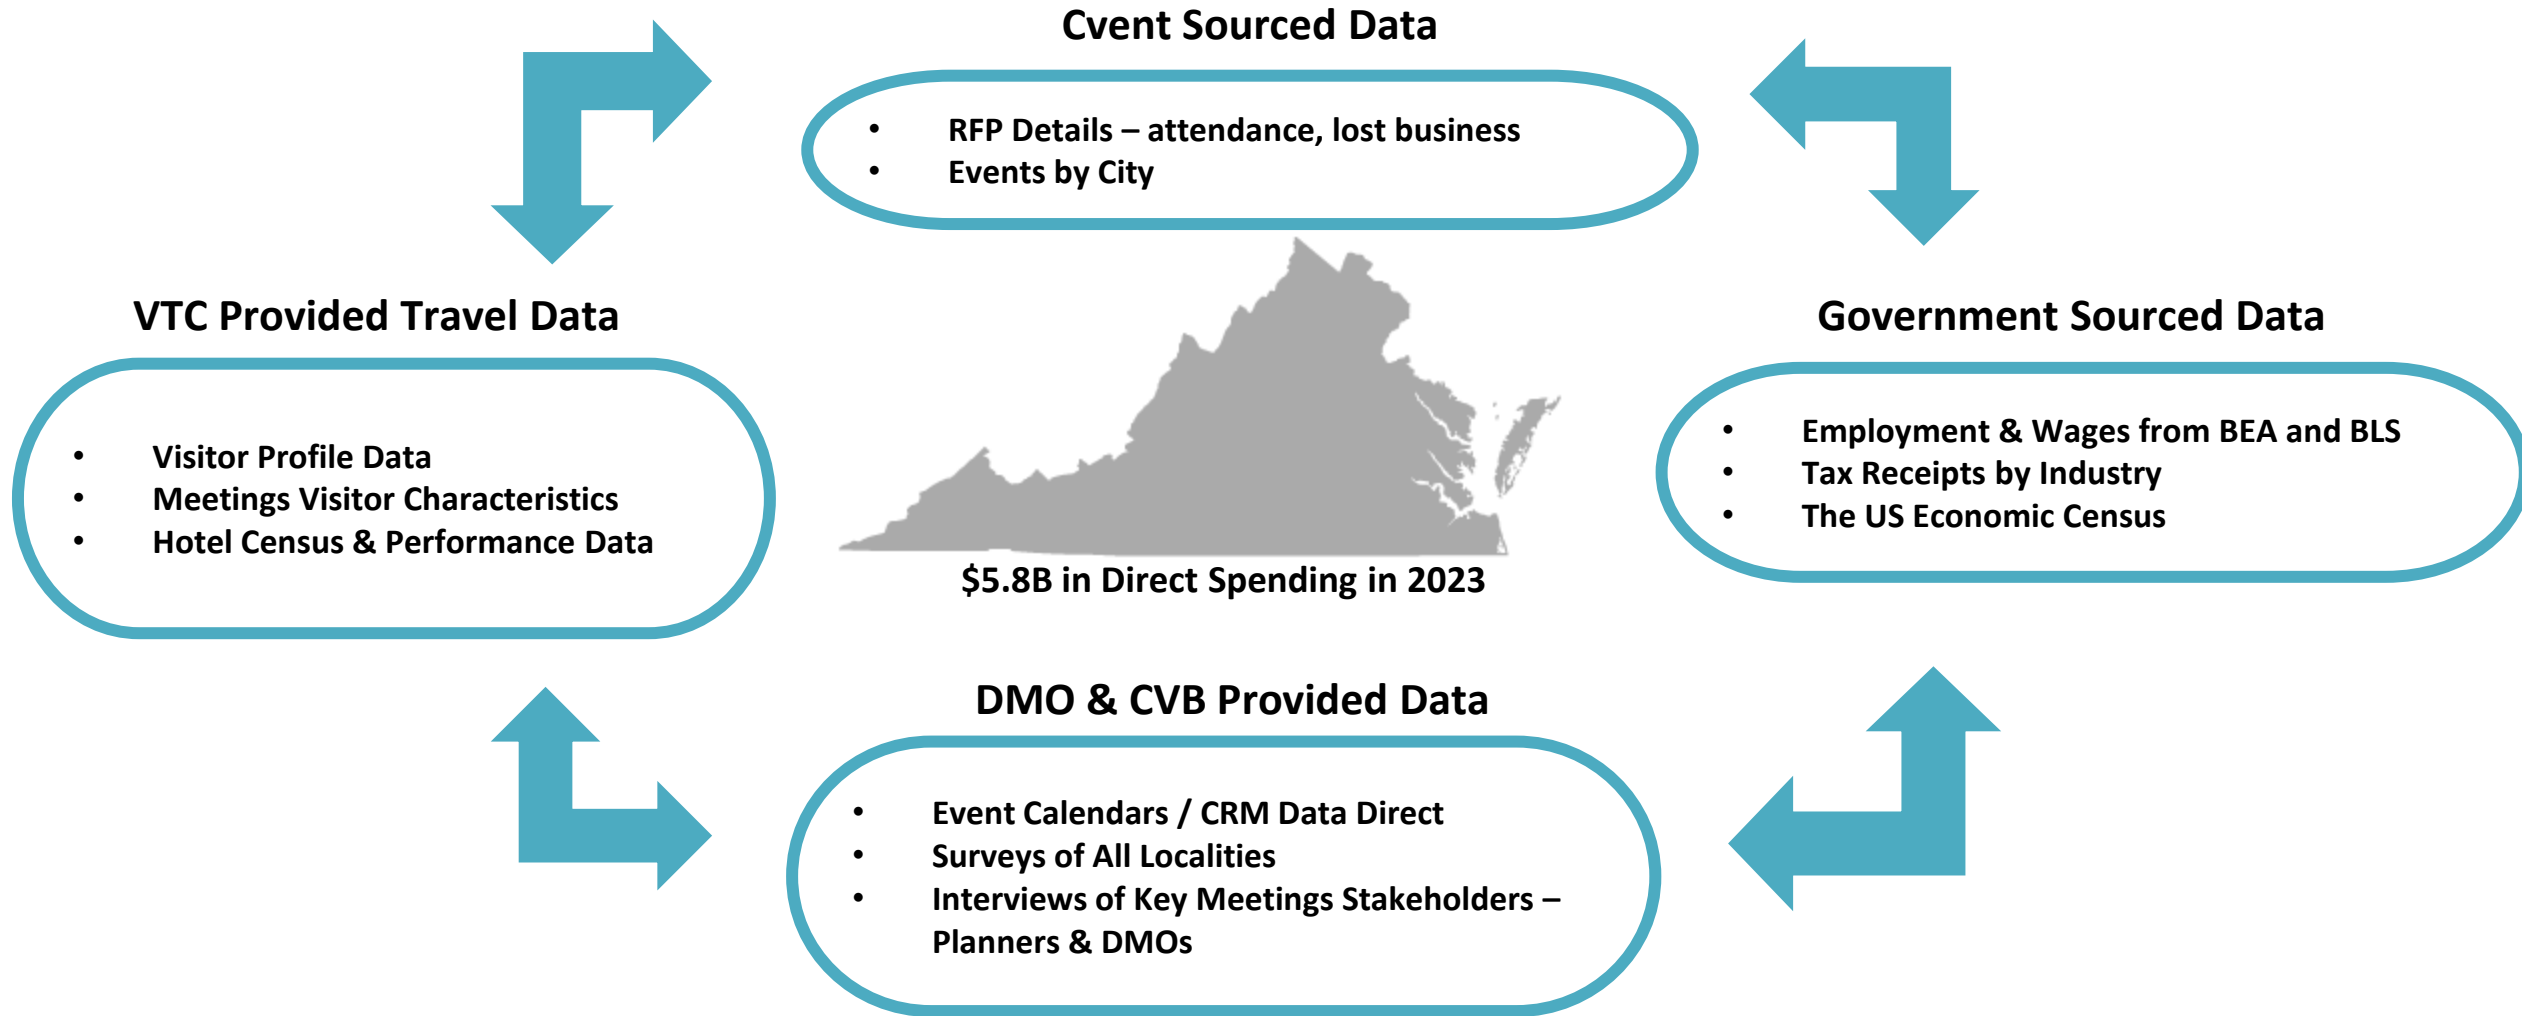 Cvent Sourced Data
• RFP Details – attendance, lost business
• Events by City
VTC Provided Travel Data
• Visitor Profile Data
• Meetings Visitor Characteristics
• Hotel Census & Performance Data
Government Sourced Data
• Employment & Wages from BEA and BLS
• Tax Receipts by Industry
• The US Economic Census
$5.8B in Direct Spending in 2023
DMO & CVB Provided Data
• Event Calendars / CRM Data Direct
• Surveys of All Localities
• Interviews of Key Meetings Stakeholders –
Planners & DMOs